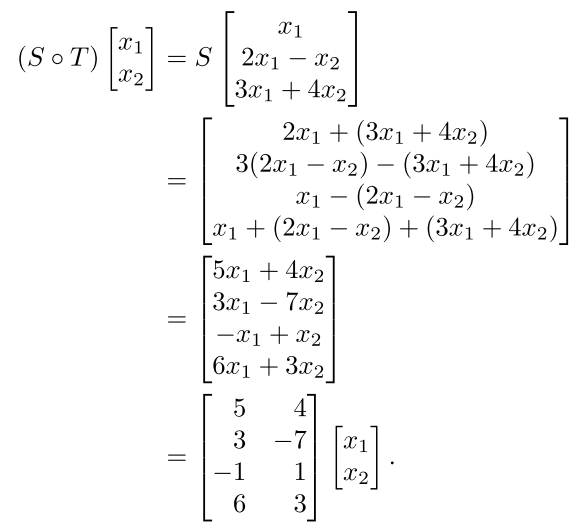 (S ∘ T) [x₁; x₂] = S [x₁; 2x₁ − x₂; 3x₁ + 4x₂]
= [2x₁ + (3x₁ + 4x₂); 3(2x₁ − x₂) − (3x₁ + 4x₂); x₁ − (2x₁ − x₂); x₁ + (2x₁ − x₂) + (3x₁ + 4x₂)]
= [5x₁ + 4x₂; 3x₁ − 7x₂; −x₁ + x₂; 6x₁ + 3x₂]
= [5 4; 3 −7; −1 1; 6 3] [x₁; x₂].